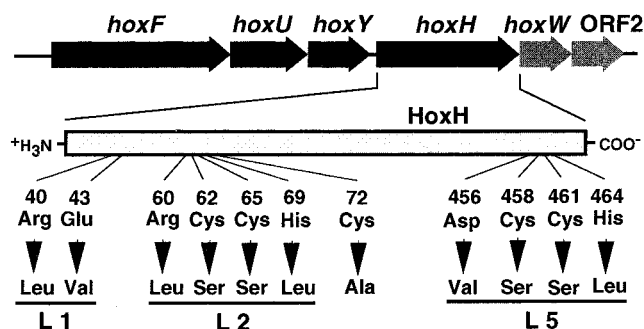 hoxF hoxU hoxY hoxH hoxW ORF2
HoxH
⁺H₃N COO⁻
40 43 60 62 65 69 72 456 458 461 464
Arg Glu Arg Cys Cys His Cys Asp Cys Cys His
Leu Val Leu Ser Ser Leu Ala Val Ser Ser Leu
L 1 L 2 L 5